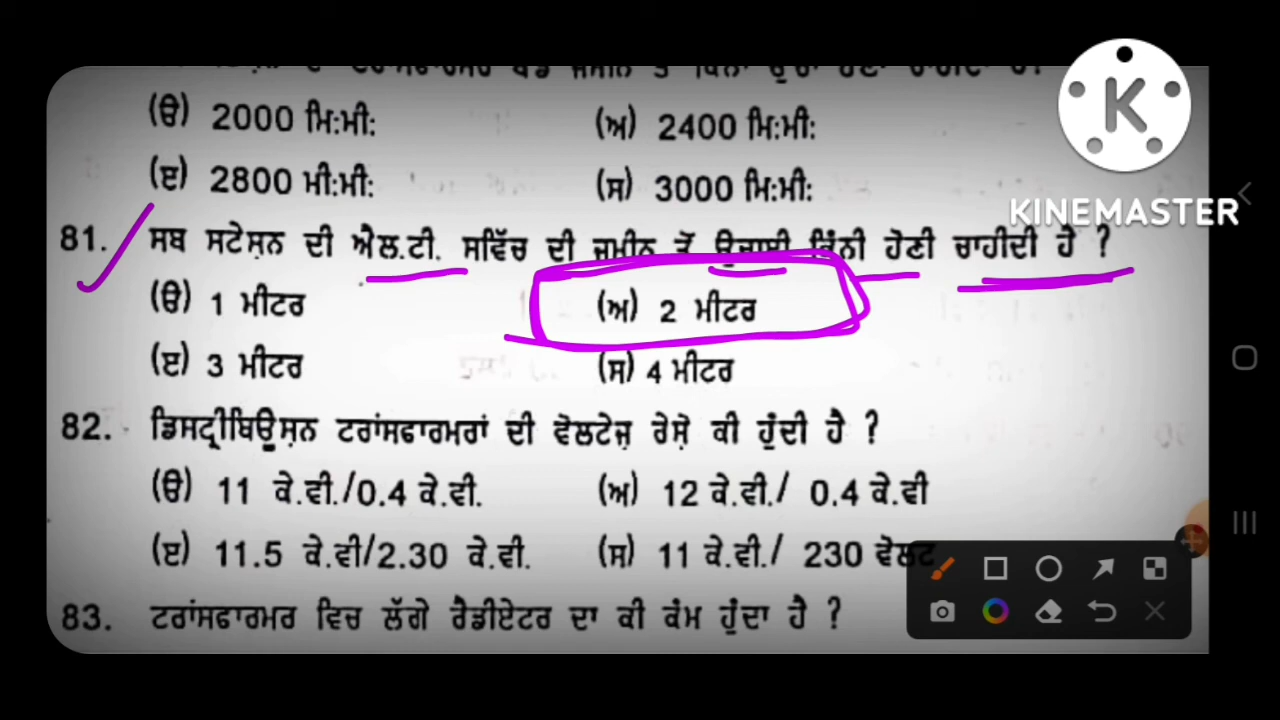 (ੳ) 2000 ਮਿ:ਮੀ: (ਅ) 2400 ਮਿ:ਮੀ:
(ੲ) 2800 ਮੀ:ਮੀ: (ਸ) 3000 ਮਿ:ਮੀ:
K
KINEMASTER
81. ਸਬ ਸਟੇਸ਼ਨ ਦੀ ਐਲ.ਟੀ. ਸਵਿੱਚ ਦੀ ਜ਼ਮੀਨ ਤੋਂ ਉਚਾਈ ਕਿੰਨੀ ਹੋਣੀ ਚਾਹੀਦੀ ਹੈ ?
(ੳ) 1 ਮੀਟਰ (ਅ) 2 ਮੀਟਰ
(ੲ) 3 ਮੀਟਰ (ਸ) 4 ਮੀਟਰ
82. ਡਿਸਟ੍ਰੀਬਿਊਸ਼ਨ ਟਰਾਂਸਫਾਰਮਰਾਂ ਦੀ ਵੋਲਟੇਜ਼ ਰੇਸ਼ੋ ਕੀ ਹੁੰਦੀ ਹੈ ?
(ੳ) 11 ਕੇ.ਵੀ./0.4 ਕੇ.ਵੀ. (ਅ) 12 ਕੇ.ਵੀ./ 0.4 ਕੇ.ਵੀ
(ੲ) 11.5 ਕੇ.ਵੀ/2.30 ਕੇ.ਵੀ. (ਸ) 11 ਕੇ.ਵੀ./ 230 ਵੋਲਟ
83. ਟਰਾਂਸਫਾਰਮਰ ਵਿਚ ਲੱਗੇ ਰੈਡੀਏਟਰ ਦਾ ਕੀ ਕੰਮ ਹੁੰਦਾ ਹੈ ?